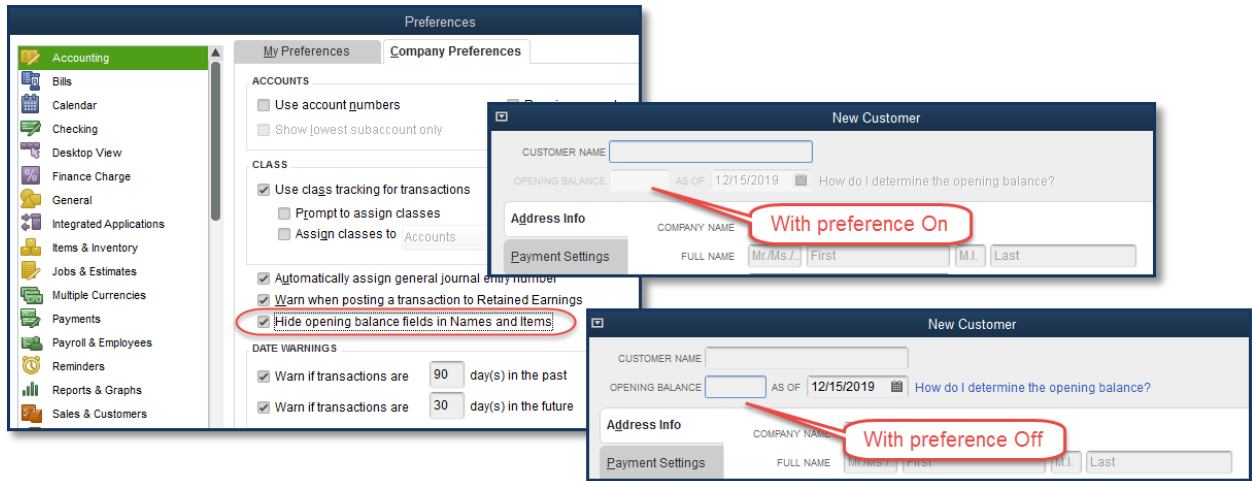 Preferences
Accounting
Bills
Calendar
Checking
Desktop View
Finance Charge
General
Integrated Applications
Items & Inventory
Jobs & Estimates
Multiple Currencies
Payments
Payroll & Employees
Reminders
Reports & Graphs
Sales & Customers
My Preferences
Company Preferences
ACCOUNTS
Use account numbers
Show lowest subaccount only
CLASS
Use class tracking for transactions
Prompt to assign classes
Assign classes to Accounts
Automatically assign general journal entry number
Warn when posting a transaction to Retained Earnings
Hide opening balance fields in Names and Items
DATE WARNINGS
Warn if transactions are 90 day(s) in the past
Warn if transactions are 30 day(s) in the future
New Customer
CUSTOMER NAME
OPENING BALANCE AS OF 12/15/2019 How do I determine the opening balance?
Address Info
COMPANY NAME
With preference On
Payment Settings
FULL NAME Mr./Ms./.. First M.I. Last
New Customer
CUSTOMER NAME
OPENING BALANCE AS OF 12/15/2019 How do I determine the opening balance?
Address Info
COMPANY NAME
With preference Off
Payment Settings
FULL NAME M.I. Last